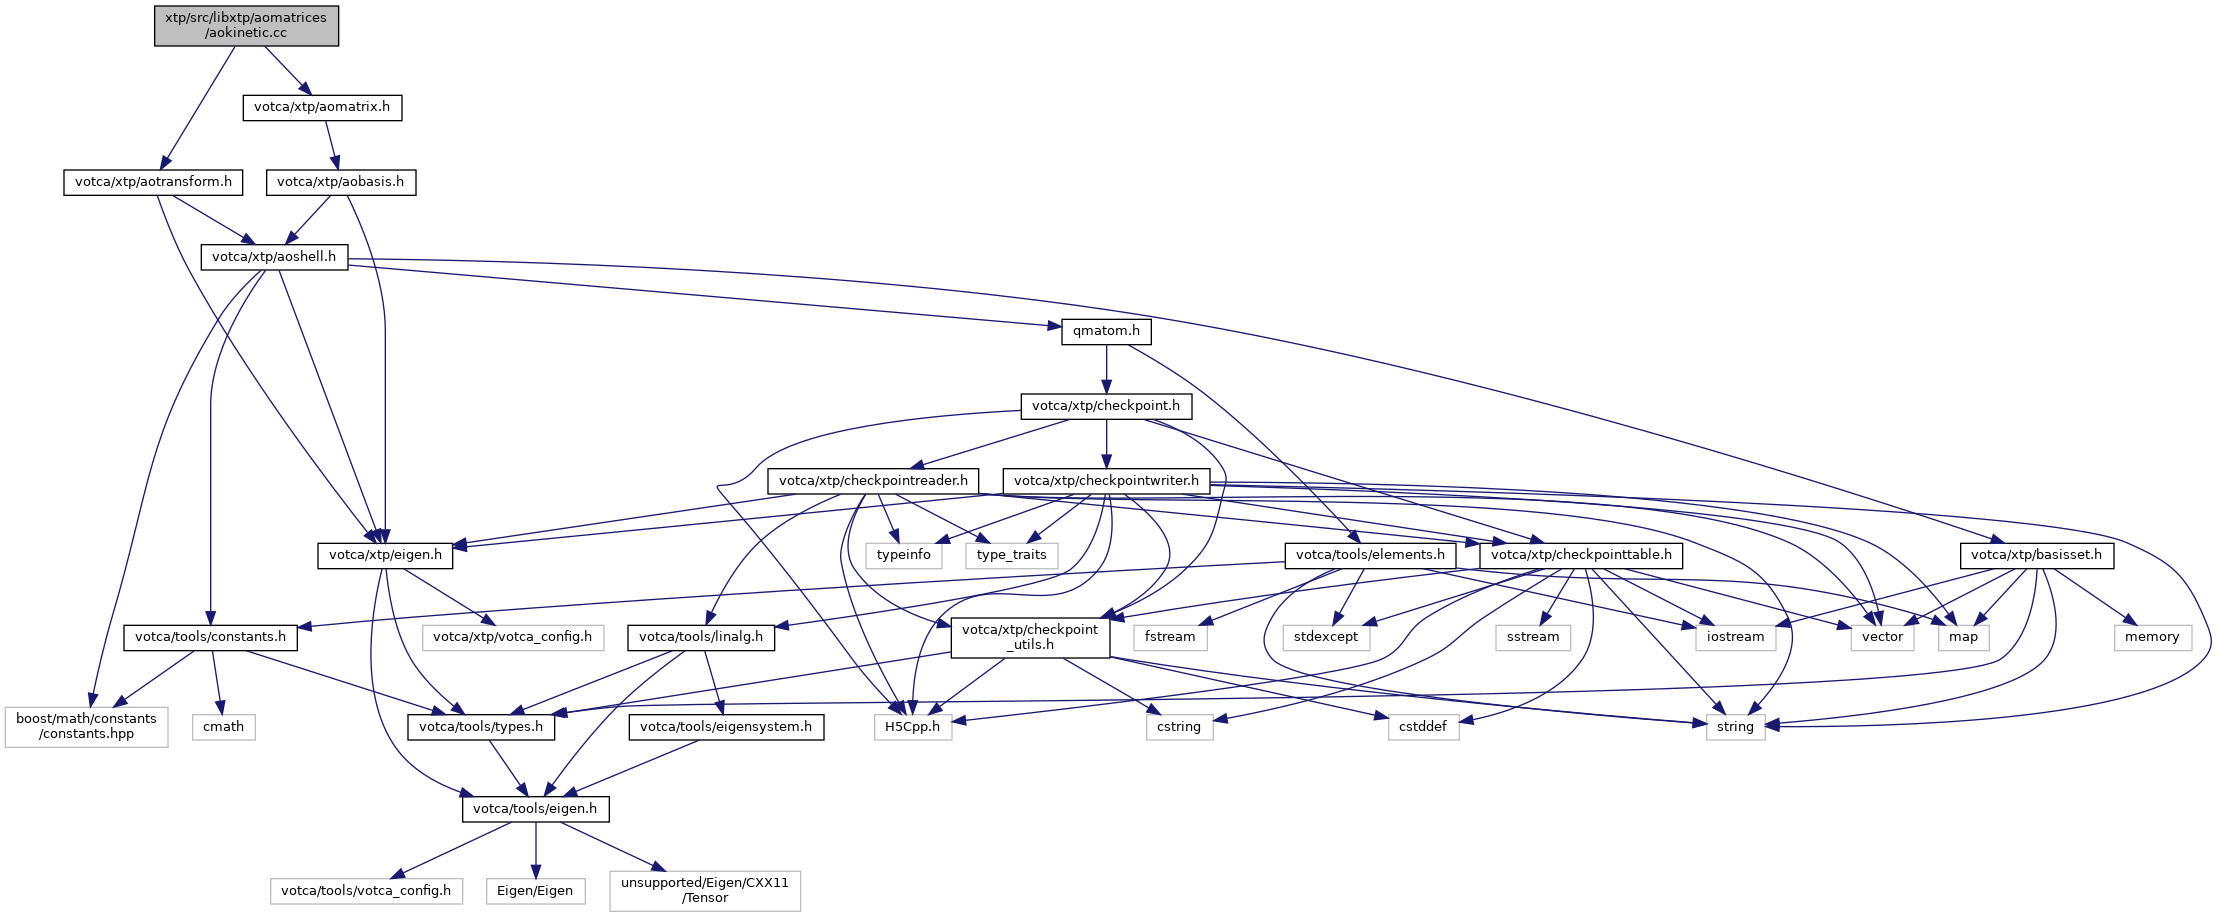 xtp/src/libxtp/aomatrices
/aokinetic.cc
votca/xtp/aomatrix.h
votca/xtp/aotransform.h
votca/xtp/aobasis.h
votca/xtp/aoshell.h
qmatom.h
votca/xtp/checkpoint.h
votca/xtp/checkpointreader.h
votca/xtp/checkpointwriter.h
votca/xtp/eigen.h
typeinfo
type_traits
votca/tools/elements.h
votca/xtp/checkpointtable.h
votca/xtp/basisset.h
votca/tools/constants.h
votca/xtp/votca_config.h
votca/tools/linalg.h
votca/xtp/checkpoint
_utils.h
fstream
stdexcept
sstream
iostream
vector
map
memory
boost/math/constants
/constants.hpp
cmath
votca/tools/types.h
votca/tools/eigensystem.h
H5Cpp.h
cstring
cstddef
string
votca/tools/eigen.h
votca/tools/votca_config.h
Eigen/Eigen
unsupported/Eigen/CXX11
/Tensor